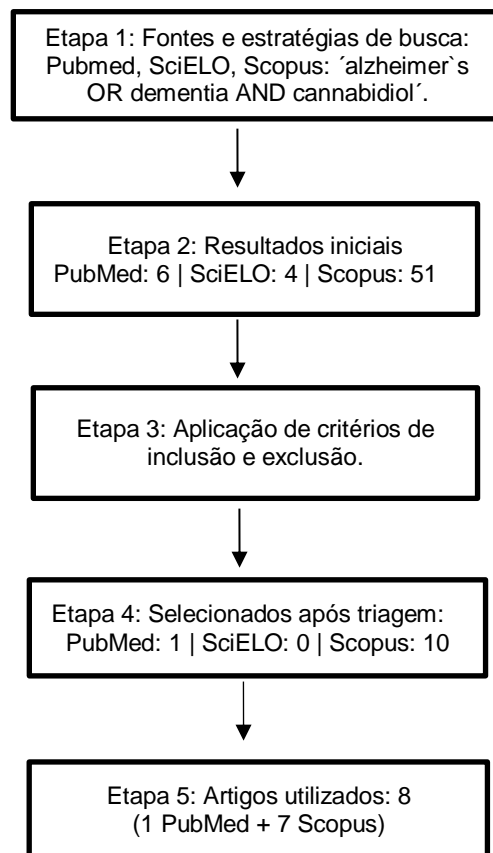 Etapa 1: Fontes e estratégias de busca:
Pubmed, SciELO, Scopus: ´alzheimer`s
OR dementia AND cannabidiol´.
Etapa 2: Resultados iniciais
PubMed: 6 | SciELO: 4 | Scopus: 51
Etapa 3: Aplicação de critérios de
inclusão e exclusão.
Etapa 4: Selecionados após triagem:
PubMed: 1 | SciELO: 0 | Scopus: 10
Etapa 5: Artigos utilizados: 8
(1 PubMed + 7 Scopus)